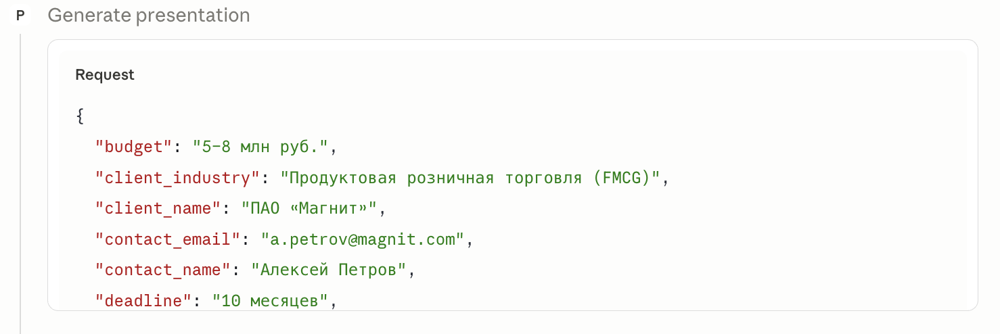 P
Generate presentation
Request
{
"budget": "5–8 млн руб.",
"client_industry": "Продуктовая розничная торговля (FMCG)",
"client_name": "ПАО «Магнит»",
"contact_email": "a.petrov@magnit.com",
"contact_name": "Алексей Петров",
"deadline": "10 месяцев",